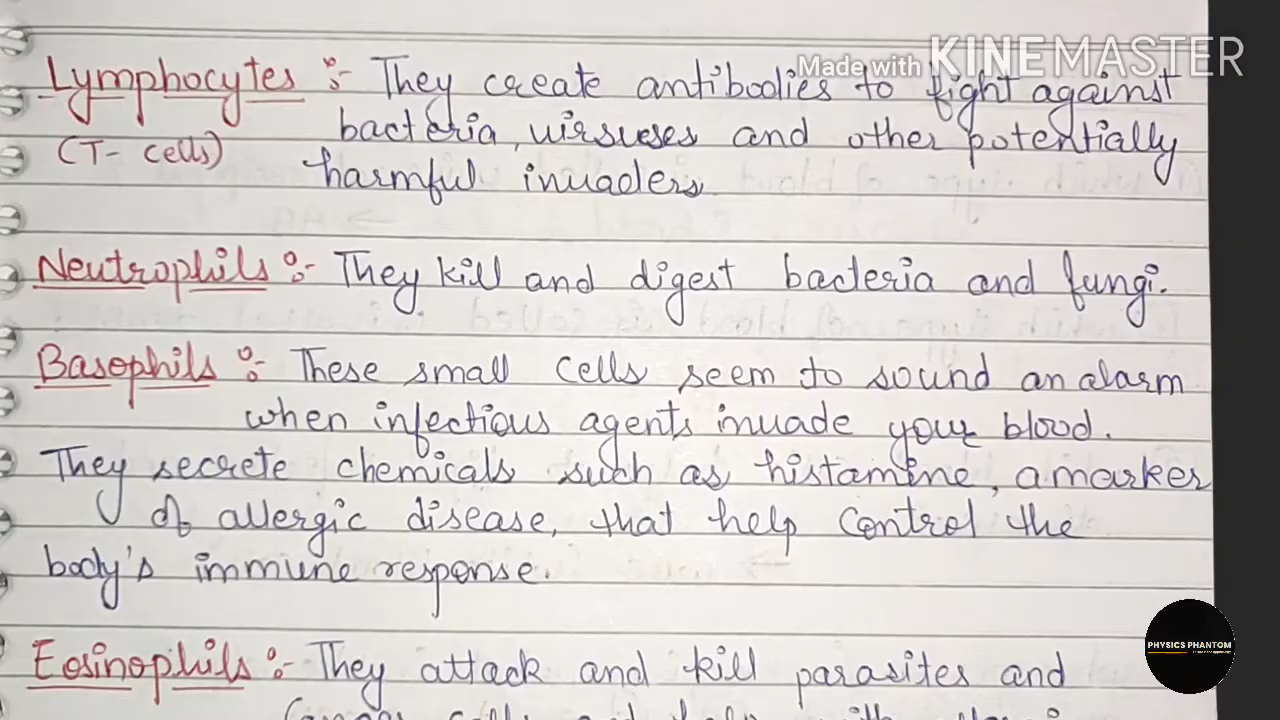 Made with KINEMASTER
Lymphocytes :- They create antibodies to fight against
(T- cells) bacteria, virsuses and other potentially
harmful invaders.
Neutrophils :- They kill and digest bacteria and fungi.
Basophils :- These small cells seem to sound an alarm
when infectious agents invade your blood.
They secrete chemicals such as histamine, a marker
of allergic disease, that help control the
body's immune response.
Eosinophils :- They attack and kill parasites and
PHYSICS PHANTOM